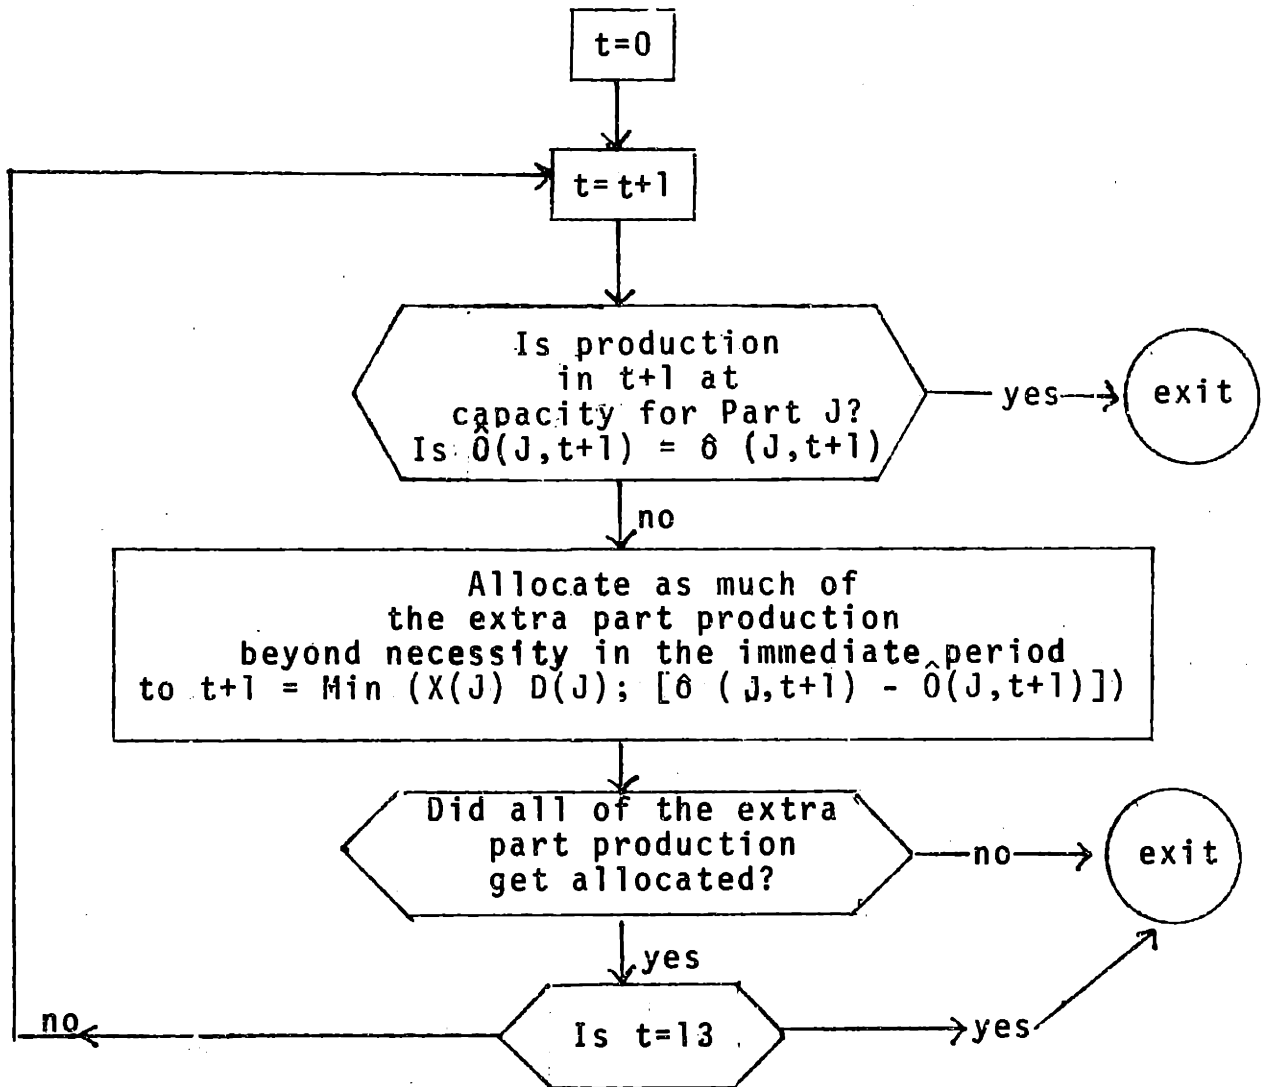 t=0
t=t+1
Is production
in t+1 at
capacity for Part J?
Is Ô(J,t+1) = ô (J,t+1)
yes
exit
no
Allocate as much of
the extra part production
beyond necessity in the immediate period
to t+1 = Min (X(J) D(J); [ô (J,t+1) - Ô(J,t+1)])
Did all of the extra
part production
get allocated?
no
exit
yes
Is t=13
yes
no